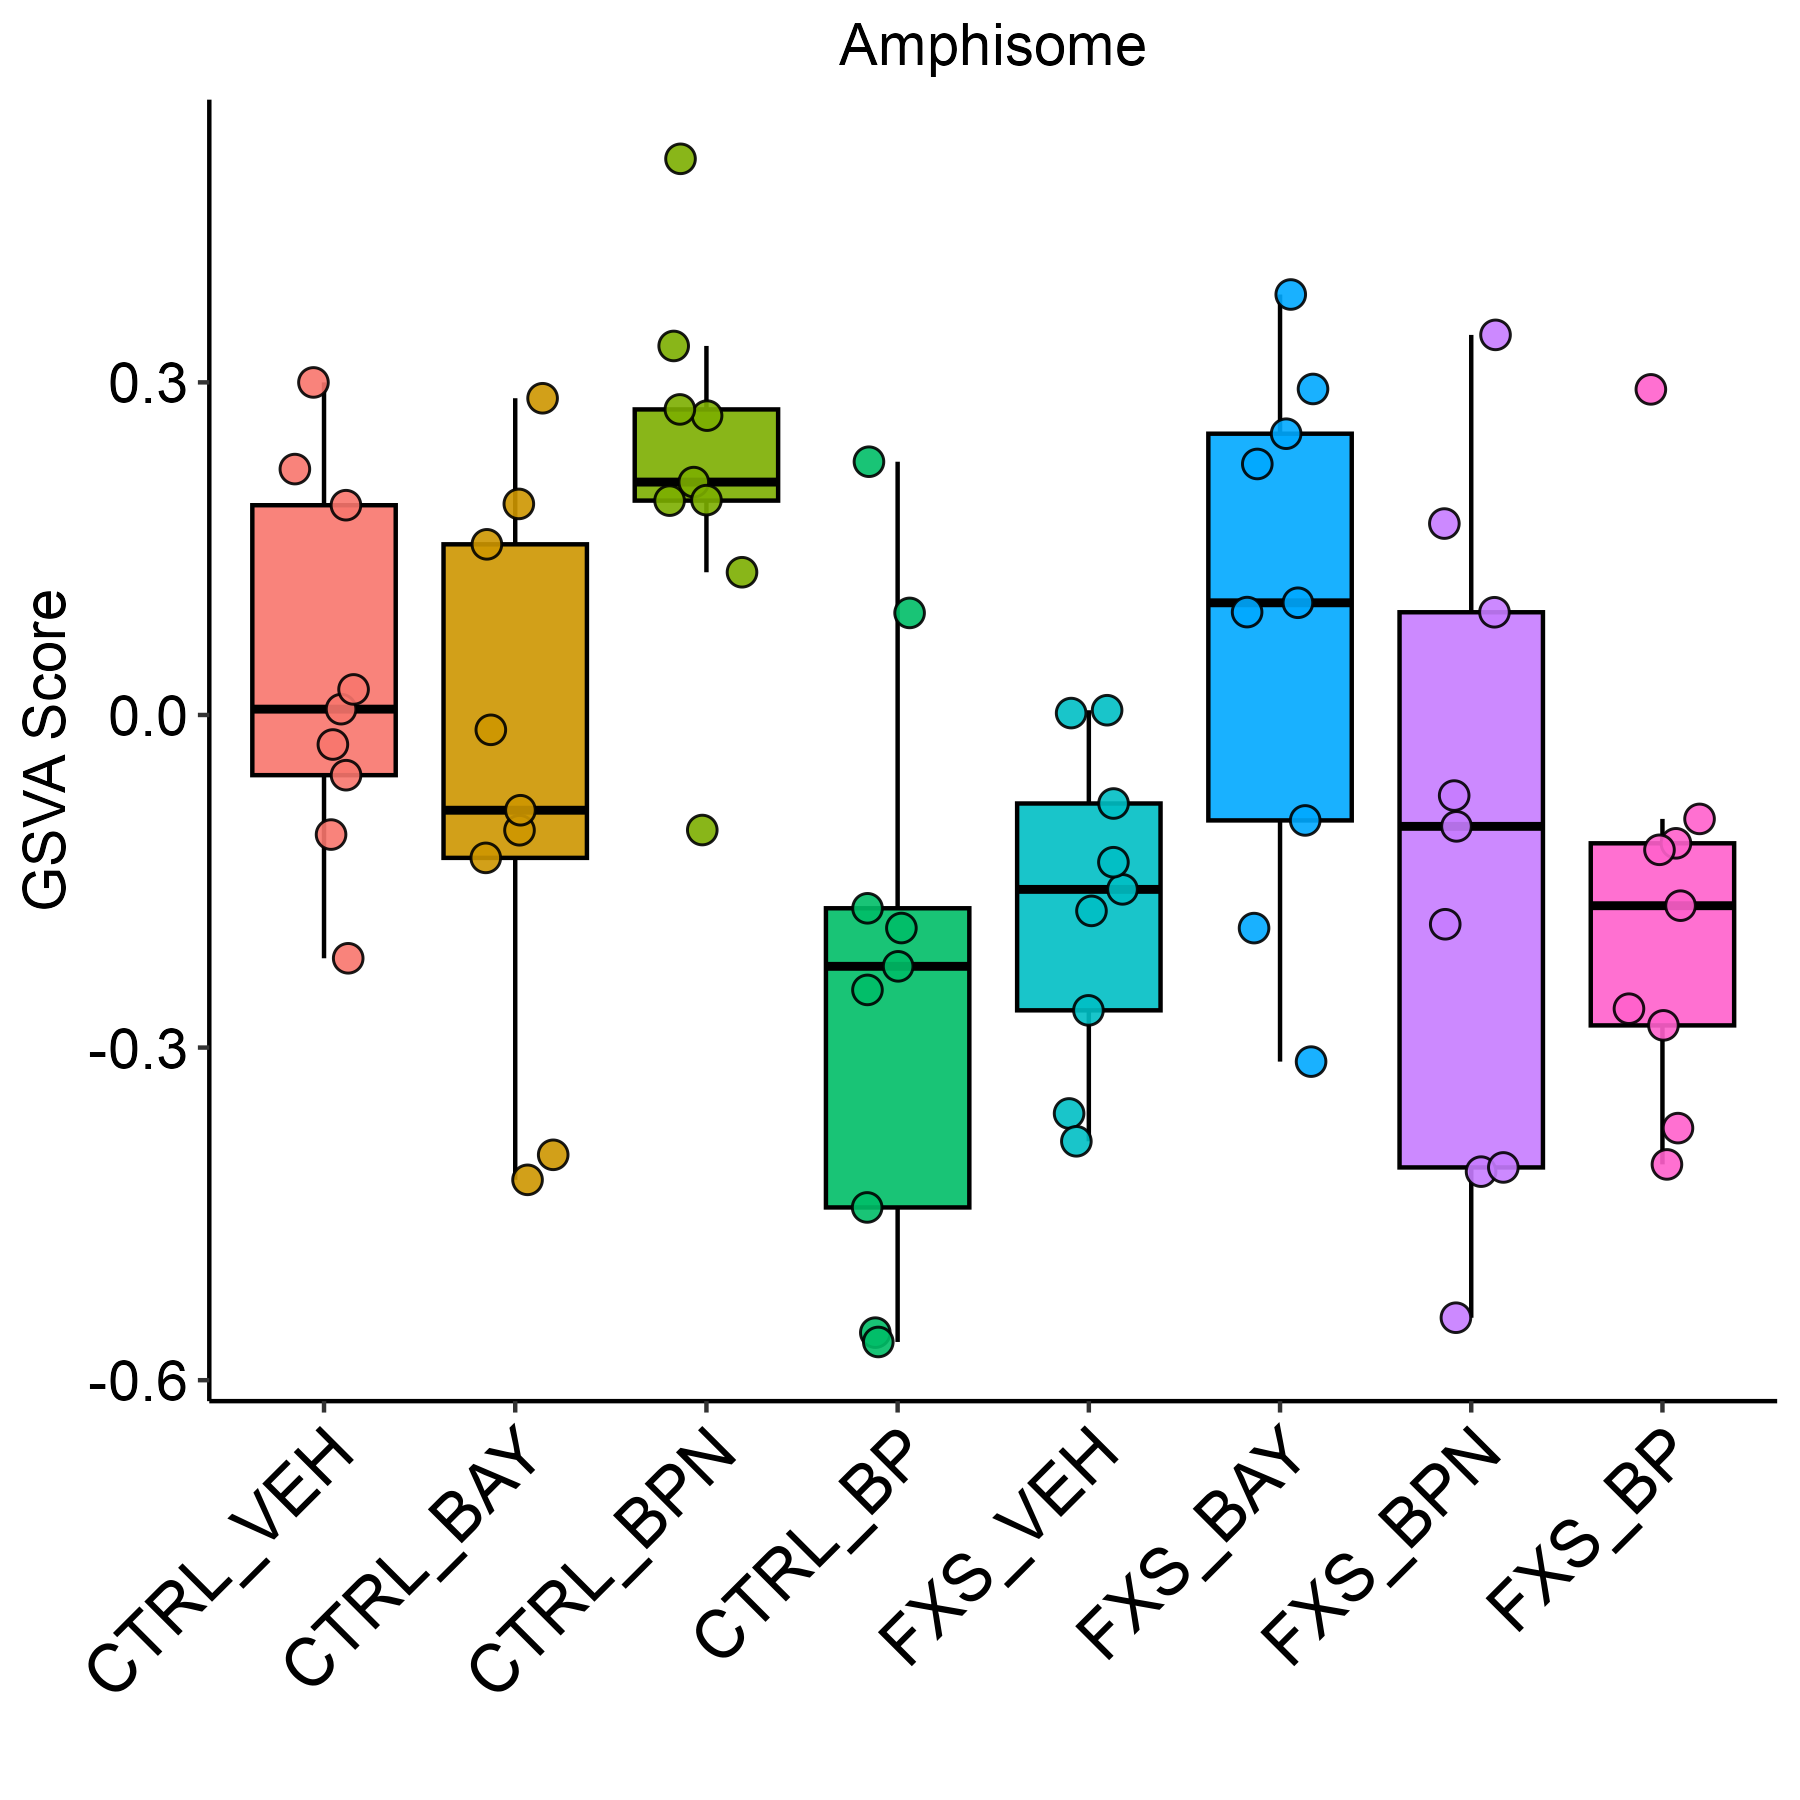 Amphisome
GSVA Score
0.3
0.0
-0.3
-0.6
CTRL_VEH
CTRL_BAY
CTRL_BPN
CTRL_BP
FXS_VEH
FXS_BAY
FXS_BPN
FXS_BP